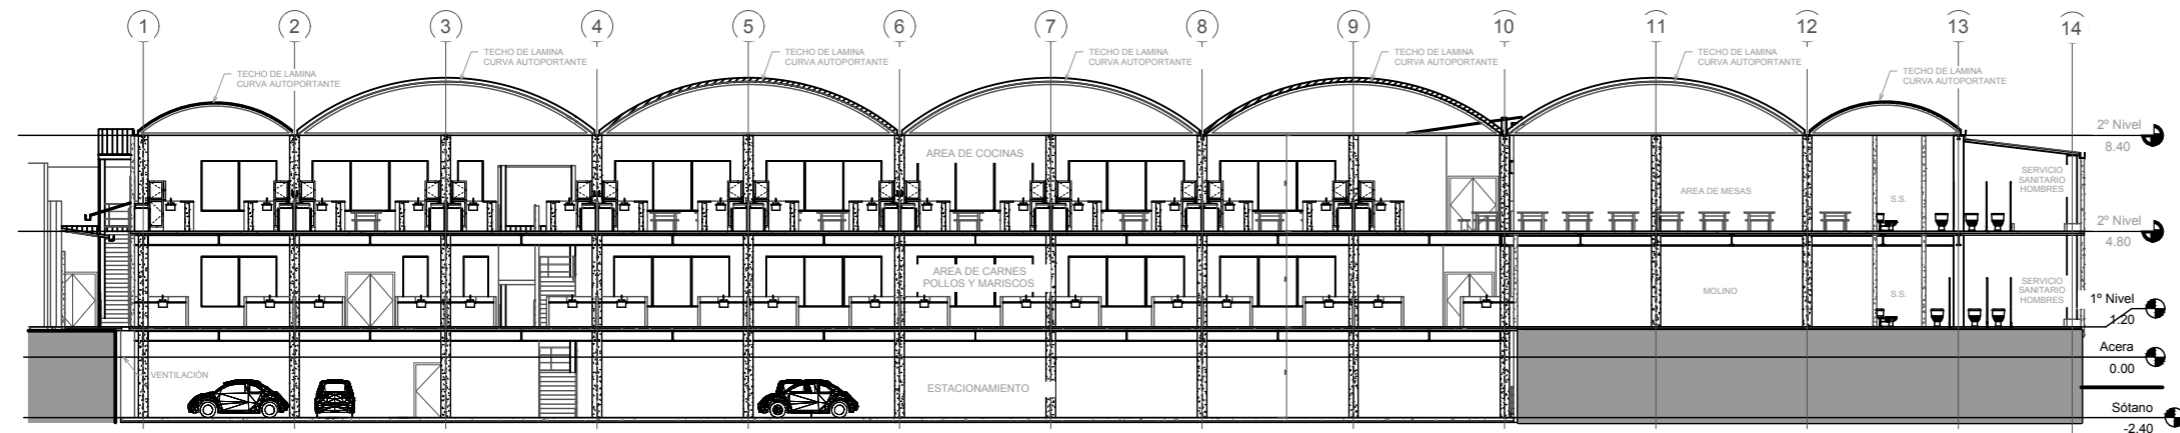 1 2 3 4 5 6 7 8 9 10 11 12 13 14
TECHO DE LAMINA
CURVA AUTOPORTANTE
TECHO DE LAMINA
CURVA AUTOPORTANTE
TECHO DE LAMINA
CURVA AUTOPORTANTE
TECHO DE LAMINA
CURVA AUTOPORTANTE
TECHO DE LAMINA
CURVA AUTOPORTANTE
TECHO DE LAMINA
CURVA AUTOPORTANTE
TECHO DE LAMINA
CURVA AUTOPORTANTE
2º Nivel
8.40
AREA DE COCINAS
AREA DE MESAS
S.S.
SERVICIO
SANITARIO
HOMBRES
2º Nivel
4.80
AREA DE CARNES
POLLOS Y MARISCOS
MOLINO
S.S.
SERVICIO
SANITARIO
HOMBRES
1º Nivel
1.20
Acera
0.00
VENTILACIÓN
ESTACIONAMIENTO
Sótano
-2.40